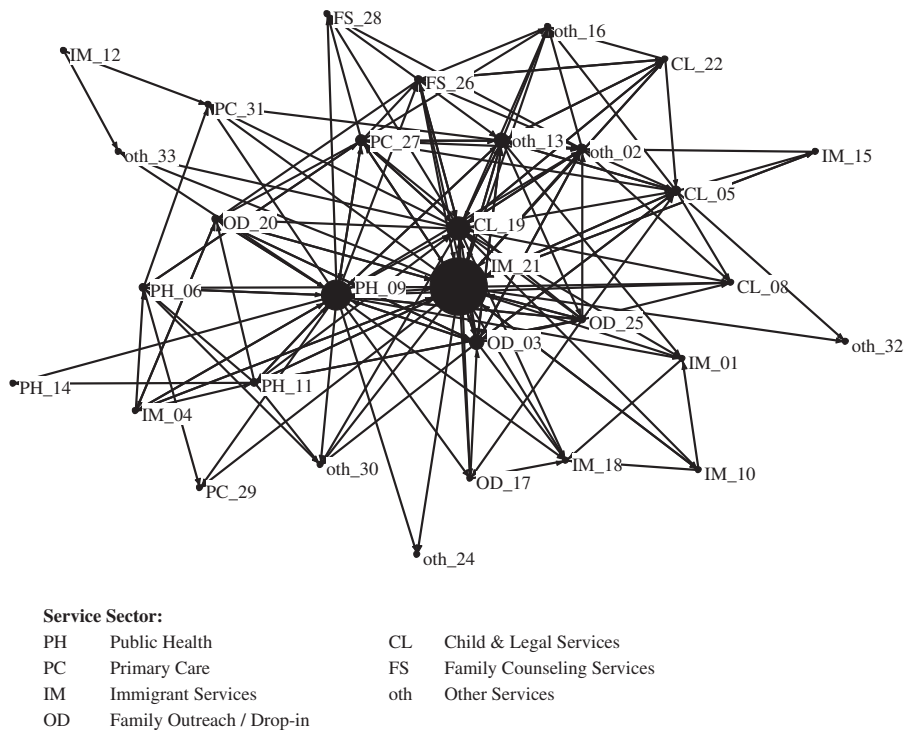 FS_28
oth_16
IM_12
CL_22
FS_26
PC_31
oth_13
PC_27
oth_02
oth_33
IM_15
CL_05
OD_20
CL_19
IM_21
PH_09
PH_06
CL_08
OD_25
OD_03
oth_32
IM_01
PH_14
PH_11
IM_04
oth_30
IM_18
IM_10
OD_17
PC_29
oth_24
Service Sector:
PH Public Health
PC Primary Care
IM Immigrant Services
OD Family Outreach / Drop-in
CL Child & Legal Services
FS Family Counseling Services
oth Other Services